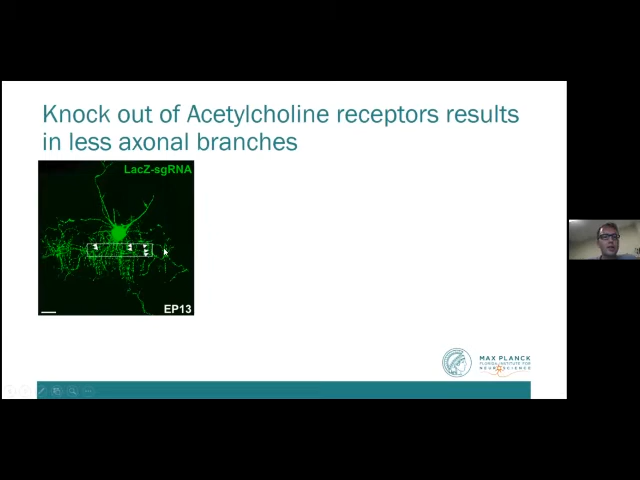 Knock out of Acetylcholine receptors results
in less axonal branches
LacZ-sgRNA
EP13
MAX PLANCK
FLORIDA INSTITUTE FOR
NEUROSCIENCE